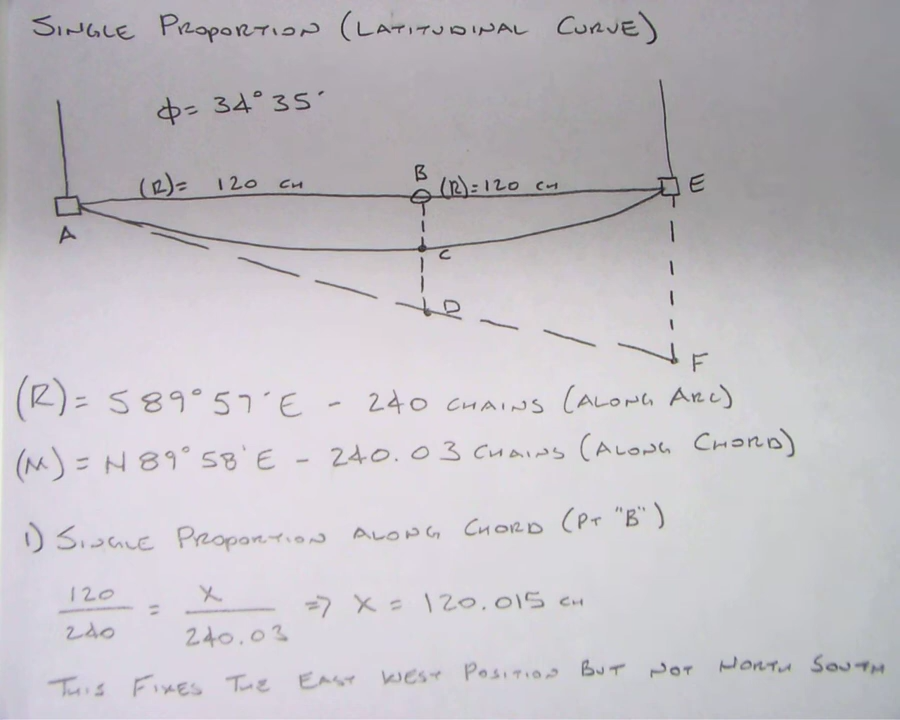 SINGLE PROPORTION (LATITUDINAL CURVE)
ϕ= 34° 35'
B
(R)= 120 CH
(R)=120 CH
E
A
C
D
F
(R)= S 89° 57' E - 240 CHAINS (ALONG ARC)
(M)= N 89° 58' E - 240.03 CHAINS (ALONG CHORD)
1) SINGLE PROPORTION ALONG CHORD (PT "B")
120/240 = X/240.03 => X = 120.015 CH
THIS FIXES THE EAST WEST POSITION BUT NOT NORTH SOUTH